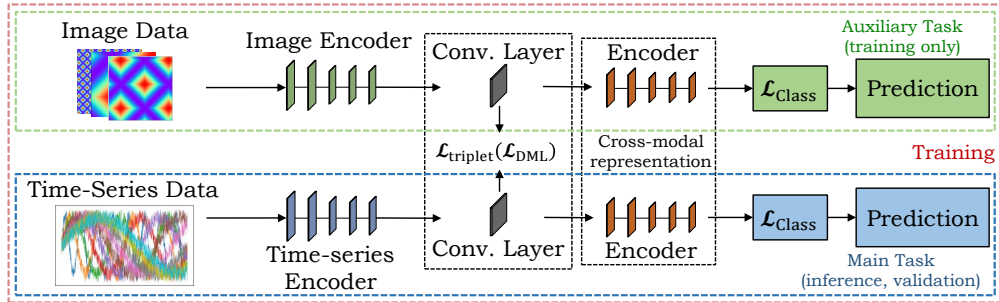 Image Data
Image Encoder
Conv. Layer
Encoder
Auxiliary Task
(training only)
𝓛Class
Prediction
𝓛triplet(𝓛DML)
Cross-modal
representation
Training
Time-Series Data
Time-series
Encoder
Conv. Layer
Encoder
𝓛Class
Prediction
Main Task
(inference, validation)